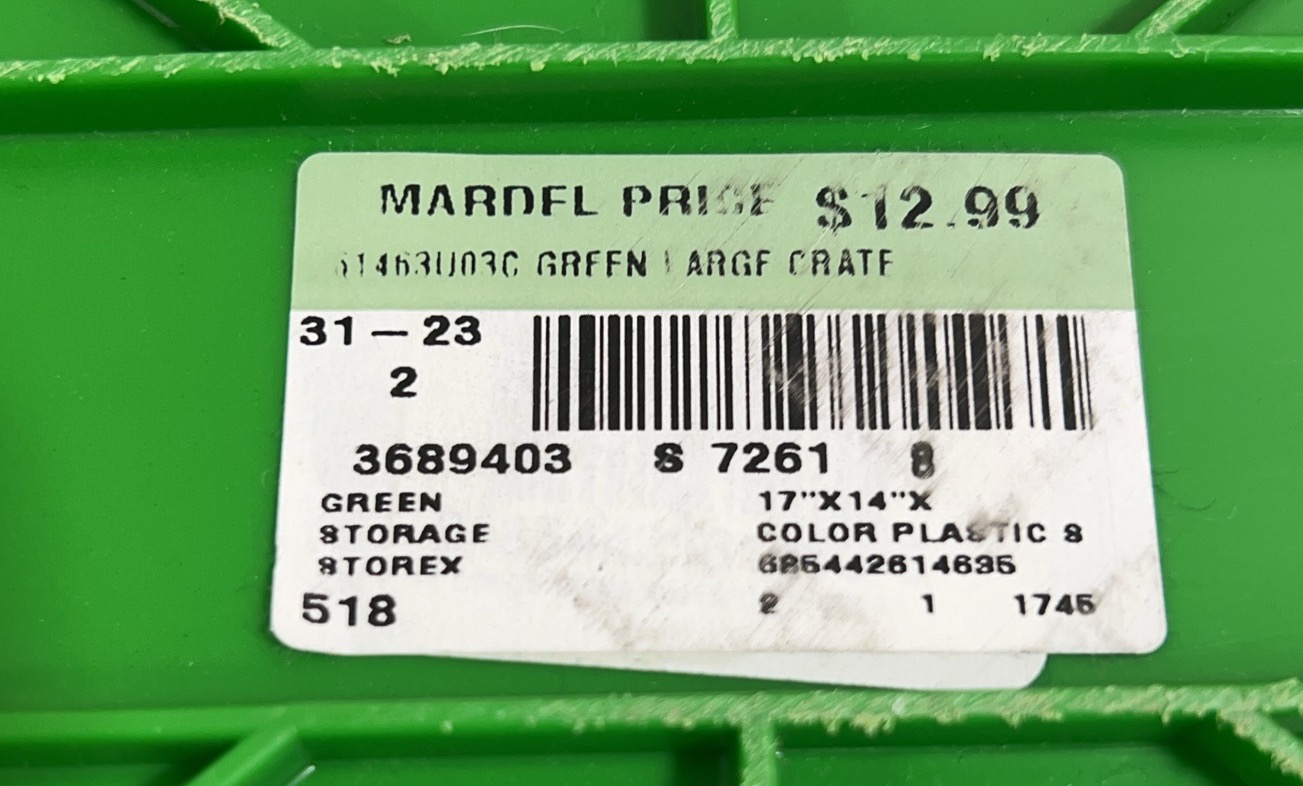 MARDEL PRICE $12.99
61463U03C GREEN LARGE CRATE
31-23
2
3689403 S 7261 8
GREEN 17"X14"X
STORAGE COLOR PLASTIC S
STOREX
518 2 1 1745